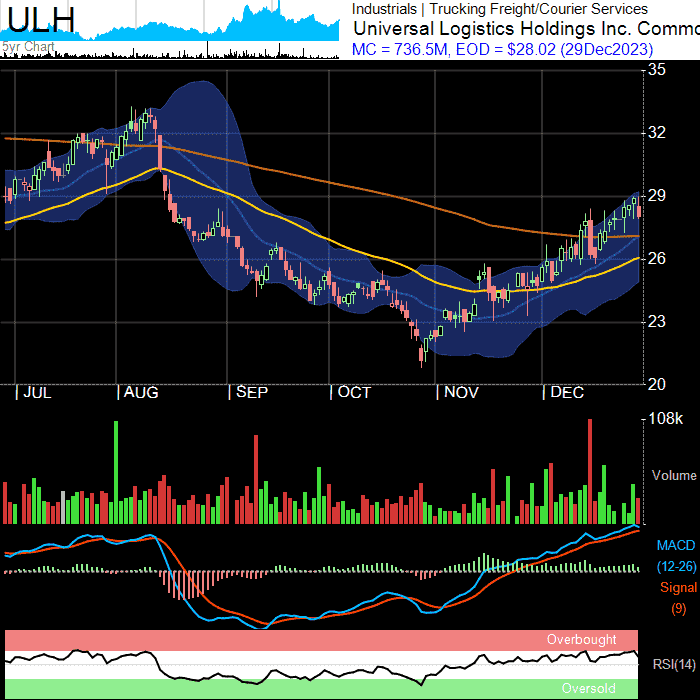 ULH
5yr Chart
Industrials | Trucking Freight/Courier Services
Universal Logistics Holdings Inc. Commo
MC = 736.5M, EOD = $28.02 (29Dec2023)
35
32
29
26
23
20
| JUL | AUG | SEP | OCT | NOV | DEC
108k
Volume
MACD
(12-26)
Signal
(9)
Overbought
RSI(14)
Oversold